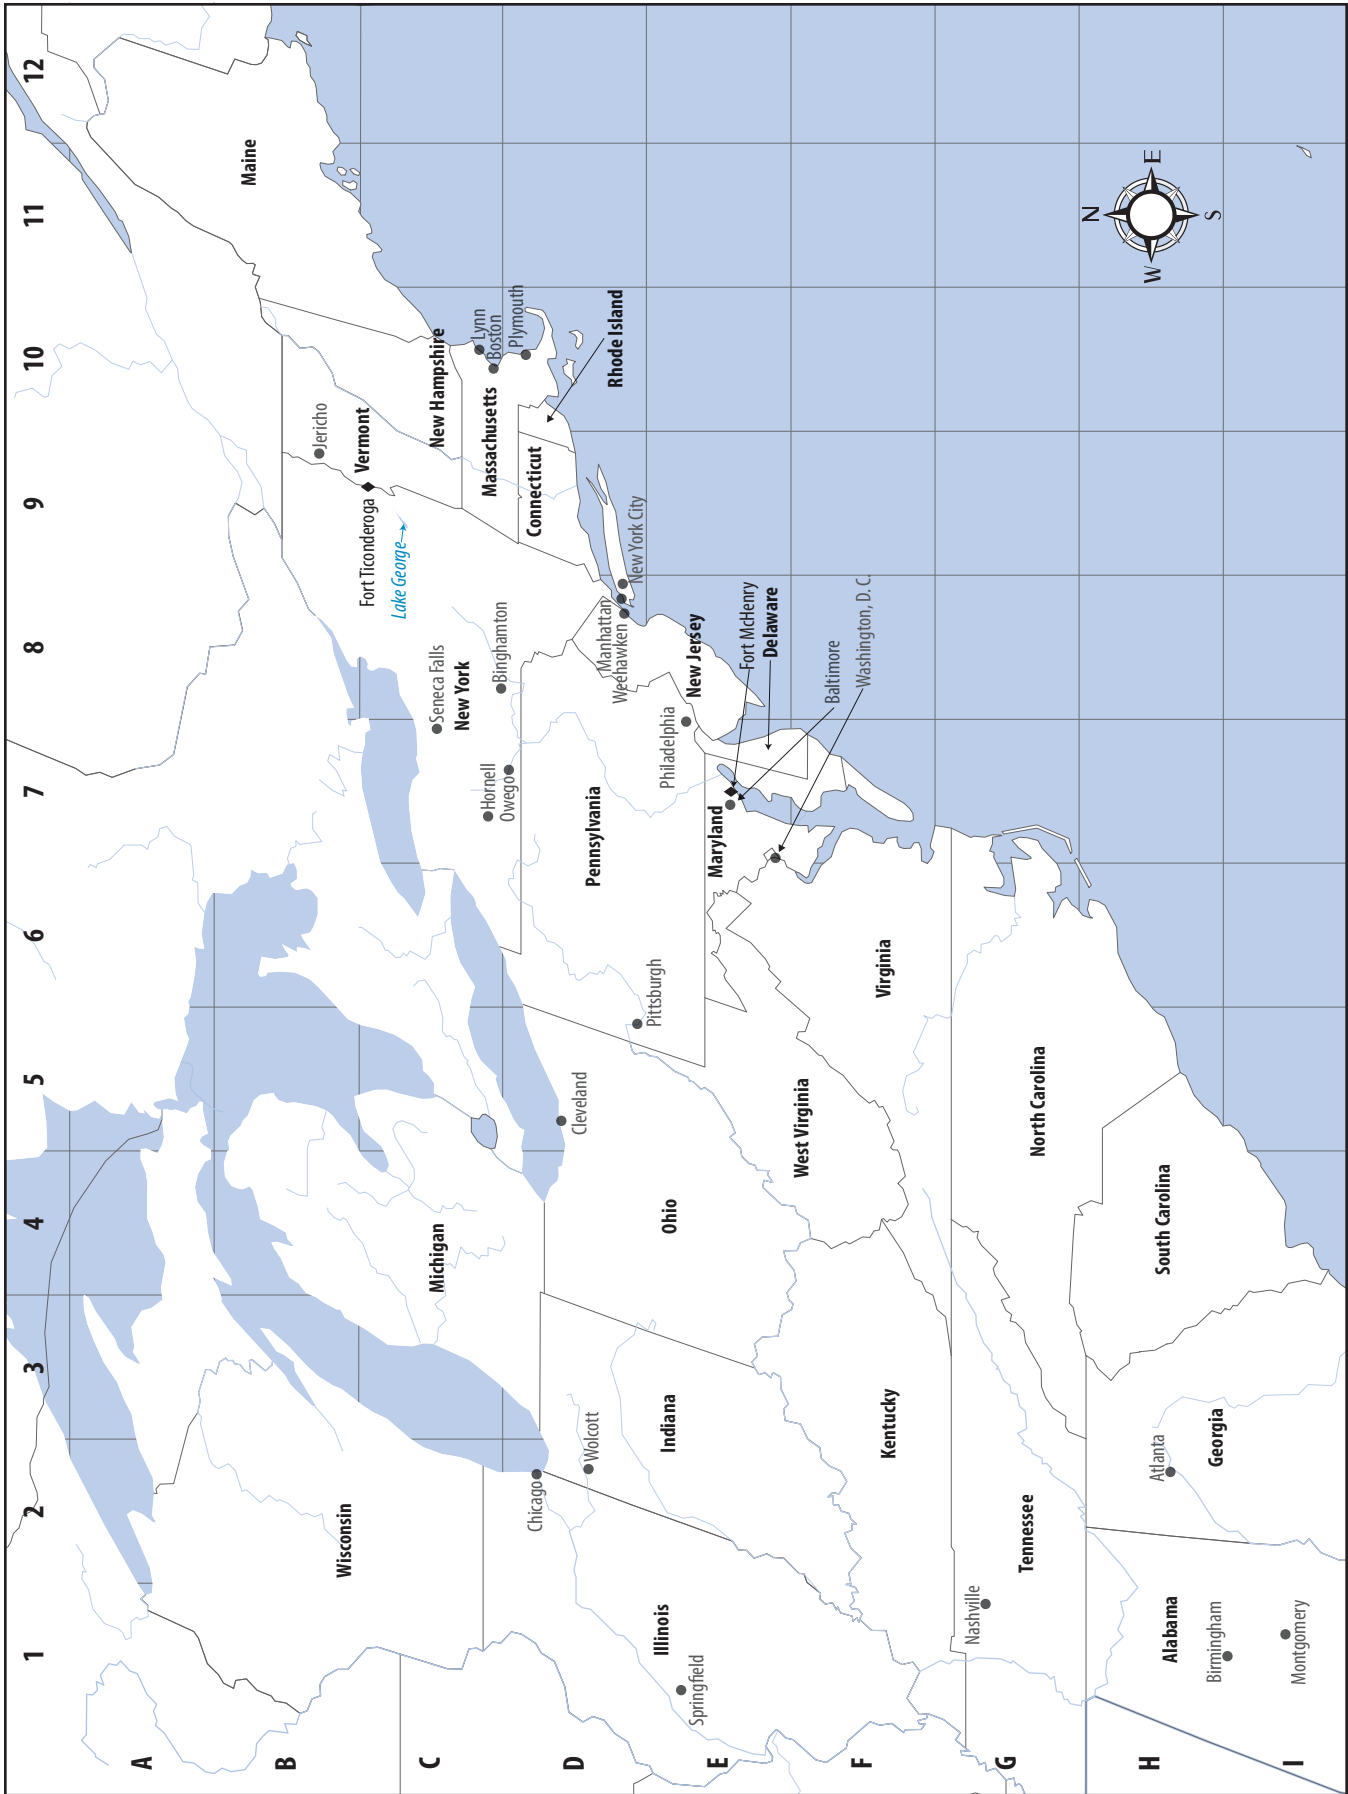 1
2
3
4
5
6
7
8
9
10
11
12
A
B
C
D
E
F
G
H
I
Maine
Vermont
Jericho
New Hampshire
Fort Ticonderoga
Lake George
Massachusetts
Lynn
Boston
Plymouth
Rhode Island
Connecticut
New York City
Manhattan
Weehawken
New York
Seneca Falls
Binghamton
Hornell
Owego
New Jersey
Fort McHenry
Delaware
Baltimore
Washington, D. C.
Philadelphia
Pennsylvania
Pittsburgh
Maryland
Virginia
West Virginia
Cleveland
Ohio
Michigan
Wisconsin
Chicago
Wolcott
Indiana
Illinois
Springfield
Kentucky
Tennessee
Nashville
North Carolina
South Carolina
Georgia
Atlanta
Alabama
Birmingham
Montgomery
N
E
S
W